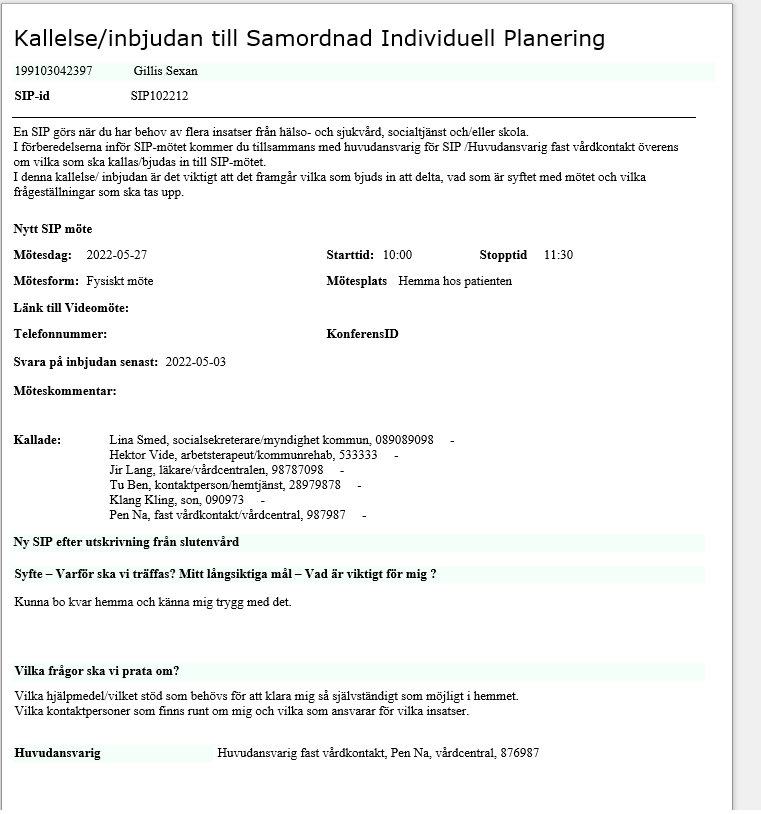 Kallelse/inbjudan till Samordnad Individuell Planering
199103042397 Gillis Sexan
SIP-id SIP102212
En SIP görs när du har behov av flera insatser från hälso- och sjukvård, socialtjänst och/eller skola.
I förberedelserna inför SIP-mötet kommer du tillsammans med huvudansvarig för SIP /Huvudansvarig fast vårdkontakt överens
om vilka som ska kallas/bjudas in till SIP-mötet.
I denna kallelse/ inbjudan är det viktigt att det framgår vilka som bjuds in att delta, vad som är syftet med mötet och vilka
frågeställningar som ska tas upp.
Nytt SIP möte
Mötesdag: 2022-05-27 Starttid: 10:00 Stopptid 11:30
Mötesform: Fysiskt möte Mötesplats Hemma hos patienten
Länk till Videomöte:
Telefonnummer: KonferensID
Svara på inbjudan senast: 2022-05-03
Möteskommentar:
Kallade: Lina Smed, socialsekreterare/myndighet kommun, 089089098 -
Hektor Vide, arbetsterapeut/kommunrehab, 533333 -
Jir Lang, läkare/vårdcentralen, 98787098 -
Tu Ben, kontaktperson/hemtjänst, 28979878 -
Klang Kling, son, 090973 -
Pen Na, fast vårdkontakt/vårdcentral, 987987 -
Ny SIP efter utskrivning från slutenvård
Syfte – Varför ska vi träffas? Mitt långsiktiga mål – Vad är viktigt för mig ?
Kunna bo kvar hemma och känna mig trygg med det.
Vilka frågor ska vi prata om?
Vilka hjälpmedel/vilket stöd som behövs för att klara mig så självständigt som möjligt i hemmet.
Vilka kontaktpersoner som finns runt om mig och vilka som ansvarar för vilka insatser.
Huvudansvarig Huvudansvarig fast vårdkontakt, Pen Na, vårdcentral, 876987